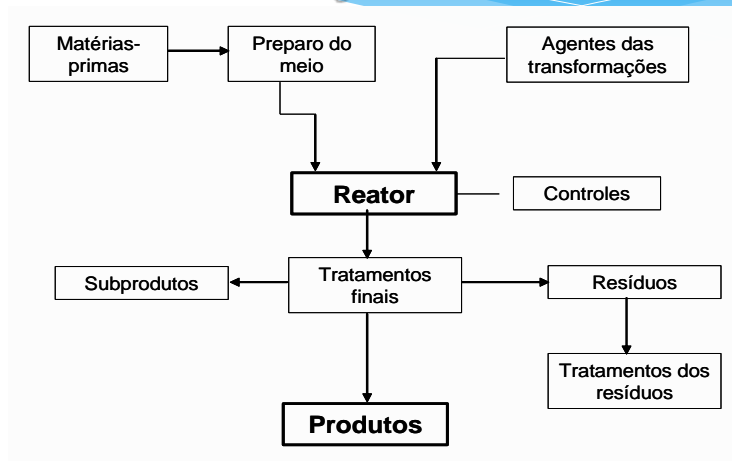 Matérias-
primas
Preparo do
meio
Agentes das
transformações
Reator
Controles
Subprodutos
Tratamentos
finais
Resíduos
Tratamentos dos
resíduos
Produtos